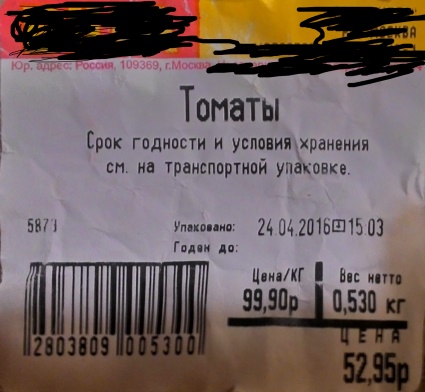 МОСКВА
Юр. адрес: Россия, 109369, г.Москва,
Томаты
Срок годности и условия хранения
см. на транспортной упаковке.
Упаковано: 24.04.2016 15:03
Годен до:
Цена/КГ Вес нетто
99,90р 0,530 кг
2803809 005300
ЦЕНА
52,95р